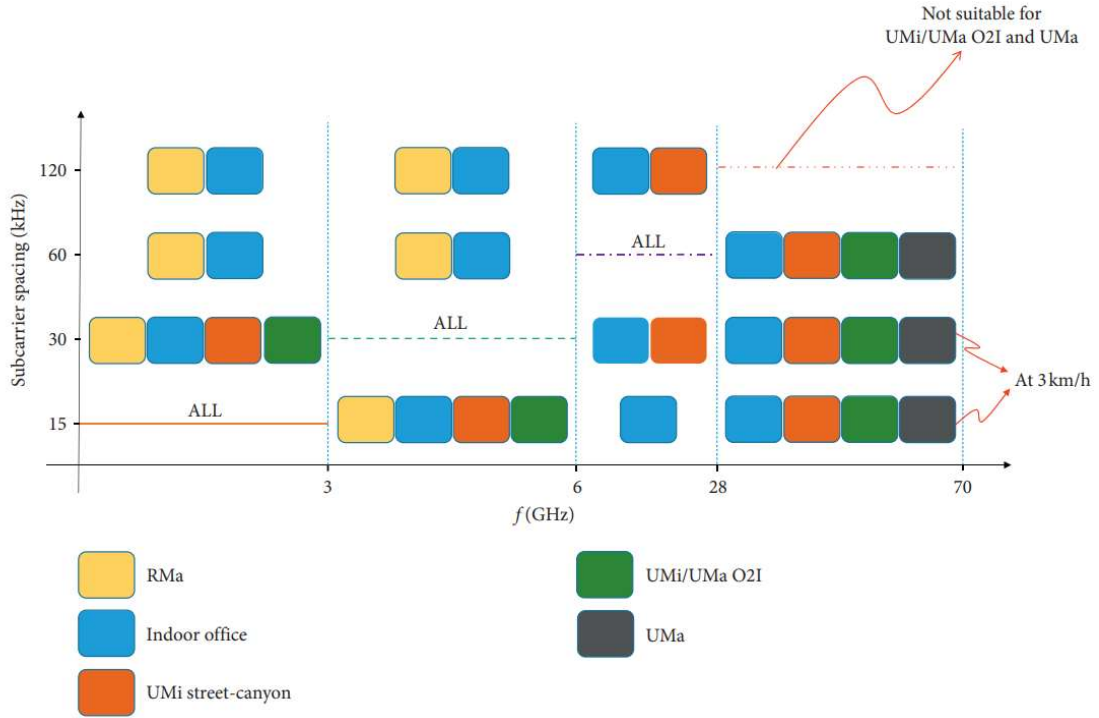 Not suitable for
UMi/UMa O2I and UMa
Subcarrier spacing (kHz)
120
60
ALL
30
ALL
At 3 km/h
15
ALL
3
6
28
70
f (GHz)
RMa
UMi/UMa O2I
Indoor office
UMa
UMi street-canyon